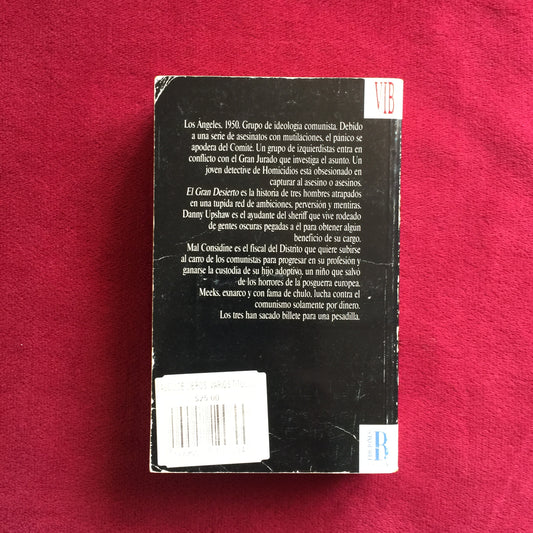 VIB
Los Ángeles, 1950. Grupo de ideología comunista. Debido
a una serie de asesinatos con mutilaciones, el pánico se
apodera del Comité. Un grupo de izquierdistas entra en
conflicto con el Gran Jurado que investiga el asunto. Un
joven detective de Homicidios está obsesionado en
capturar al asesino o asesinos.
El Gran Desierto es la historia de tres hombres atrapados
en una tupida red de ambiciones, perversión y mentiras.
Danny Upshaw es el ayudante del sheriff que vive rodeado
de gentes oscuras pegadas a él para obtener algún
beneficio de su cargo.
Mal Considine es el fiscal del Distrito que quiere subirse
al carro de los comunistas para progresar en su profesión y
ganarse la custodia de su hijo adoptivo, un niño que salvó
de los horrores de la posguerra europea.
Meeks, exnarco y con fama de chulo, lucha contra el
comunismo solamente por dinero.
Los tres han sacado billete para una pesadilla.
LIBROS VARIOS
$25.00
EDICIONES
B